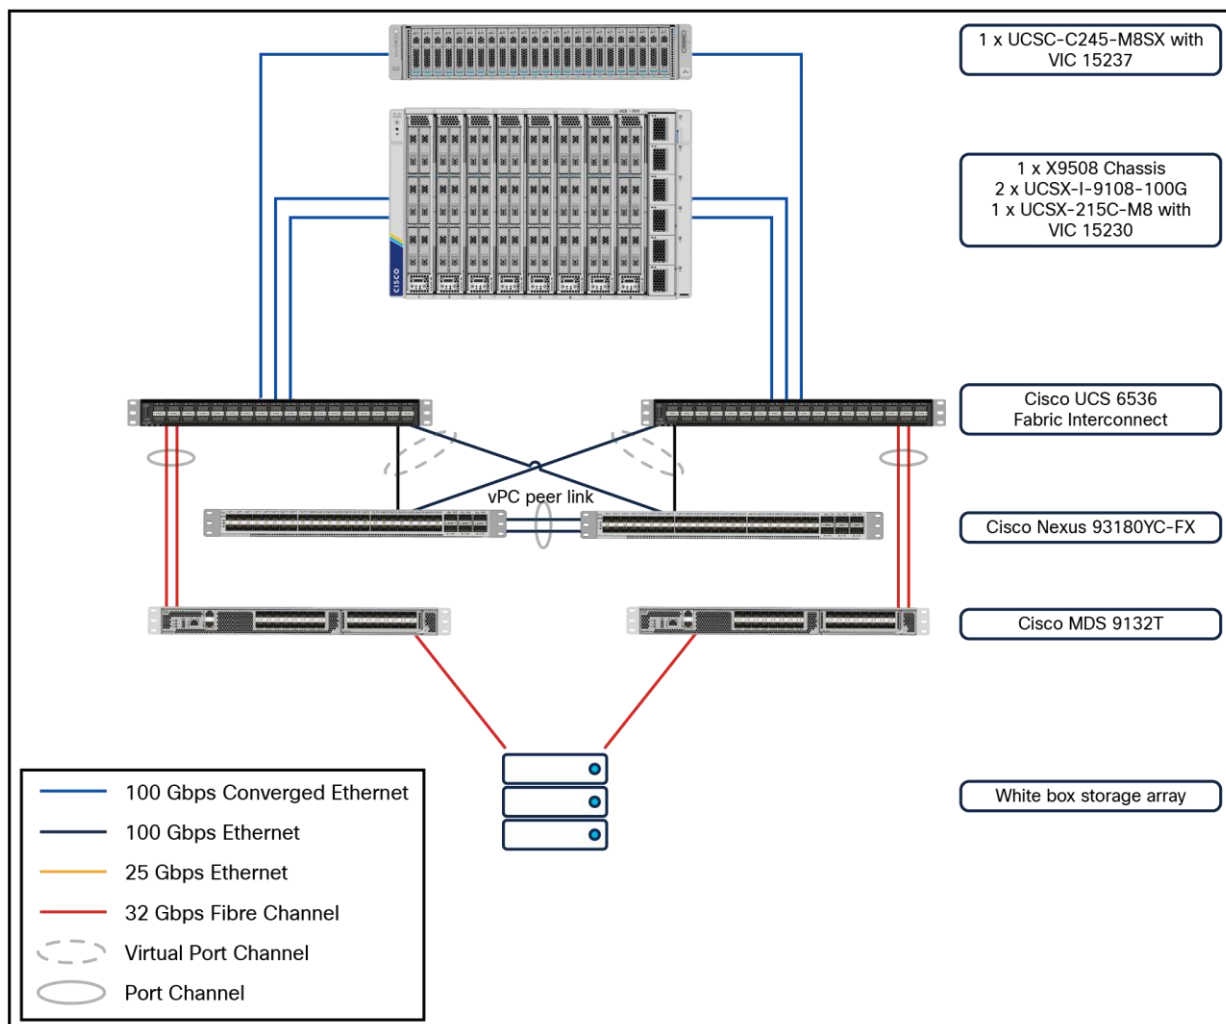 1 x UCSC-C245-M8SX with
VIC 15237
1 x X9508 Chassis
2 x UCSX-I-9108-100G
1 x UCSX-215C-M8 with
VIC 15230
CISCO
Cisco UCS 6536
Fabric Interconnect
vPC peer link
Cisco Nexus 93180YC-FX
Cisco MDS 9132T
White box storage array
100 Gbps Converged Ethernet
100 Gbps Ethernet
25 Gbps Ethernet
32 Gbps Fibre Channel
Virtual Port Channel
Port Channel